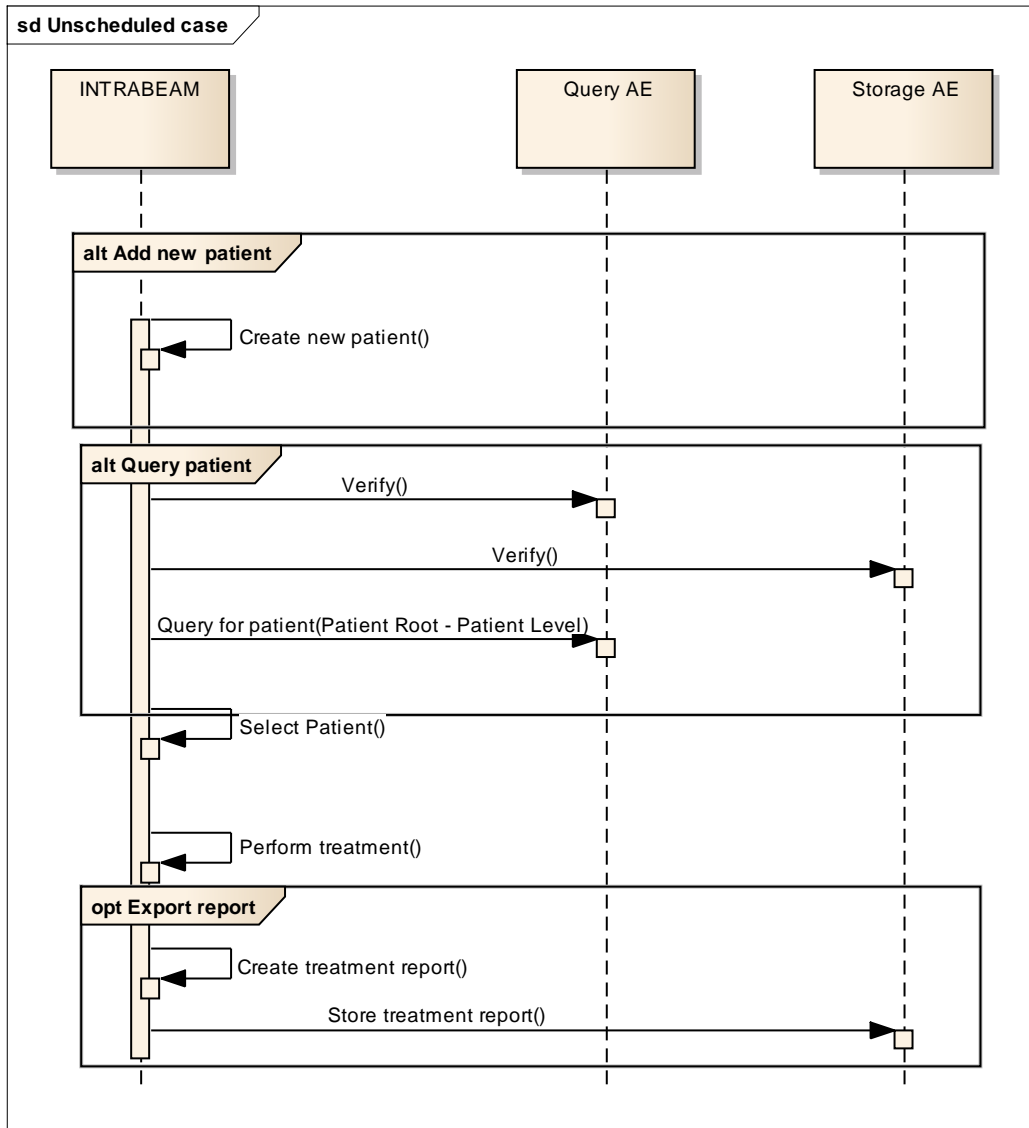 sd Unscheduled case
INTRABEAM
Query AE
Storage AE
alt Add new patient
Create new patient()
alt Query patient
Verify()
Verify()
Query for patient(Patient Root - Patient Level)
Select Patient()
Perform treatment()
opt Export report
Create treatment report()
Store treatment report()